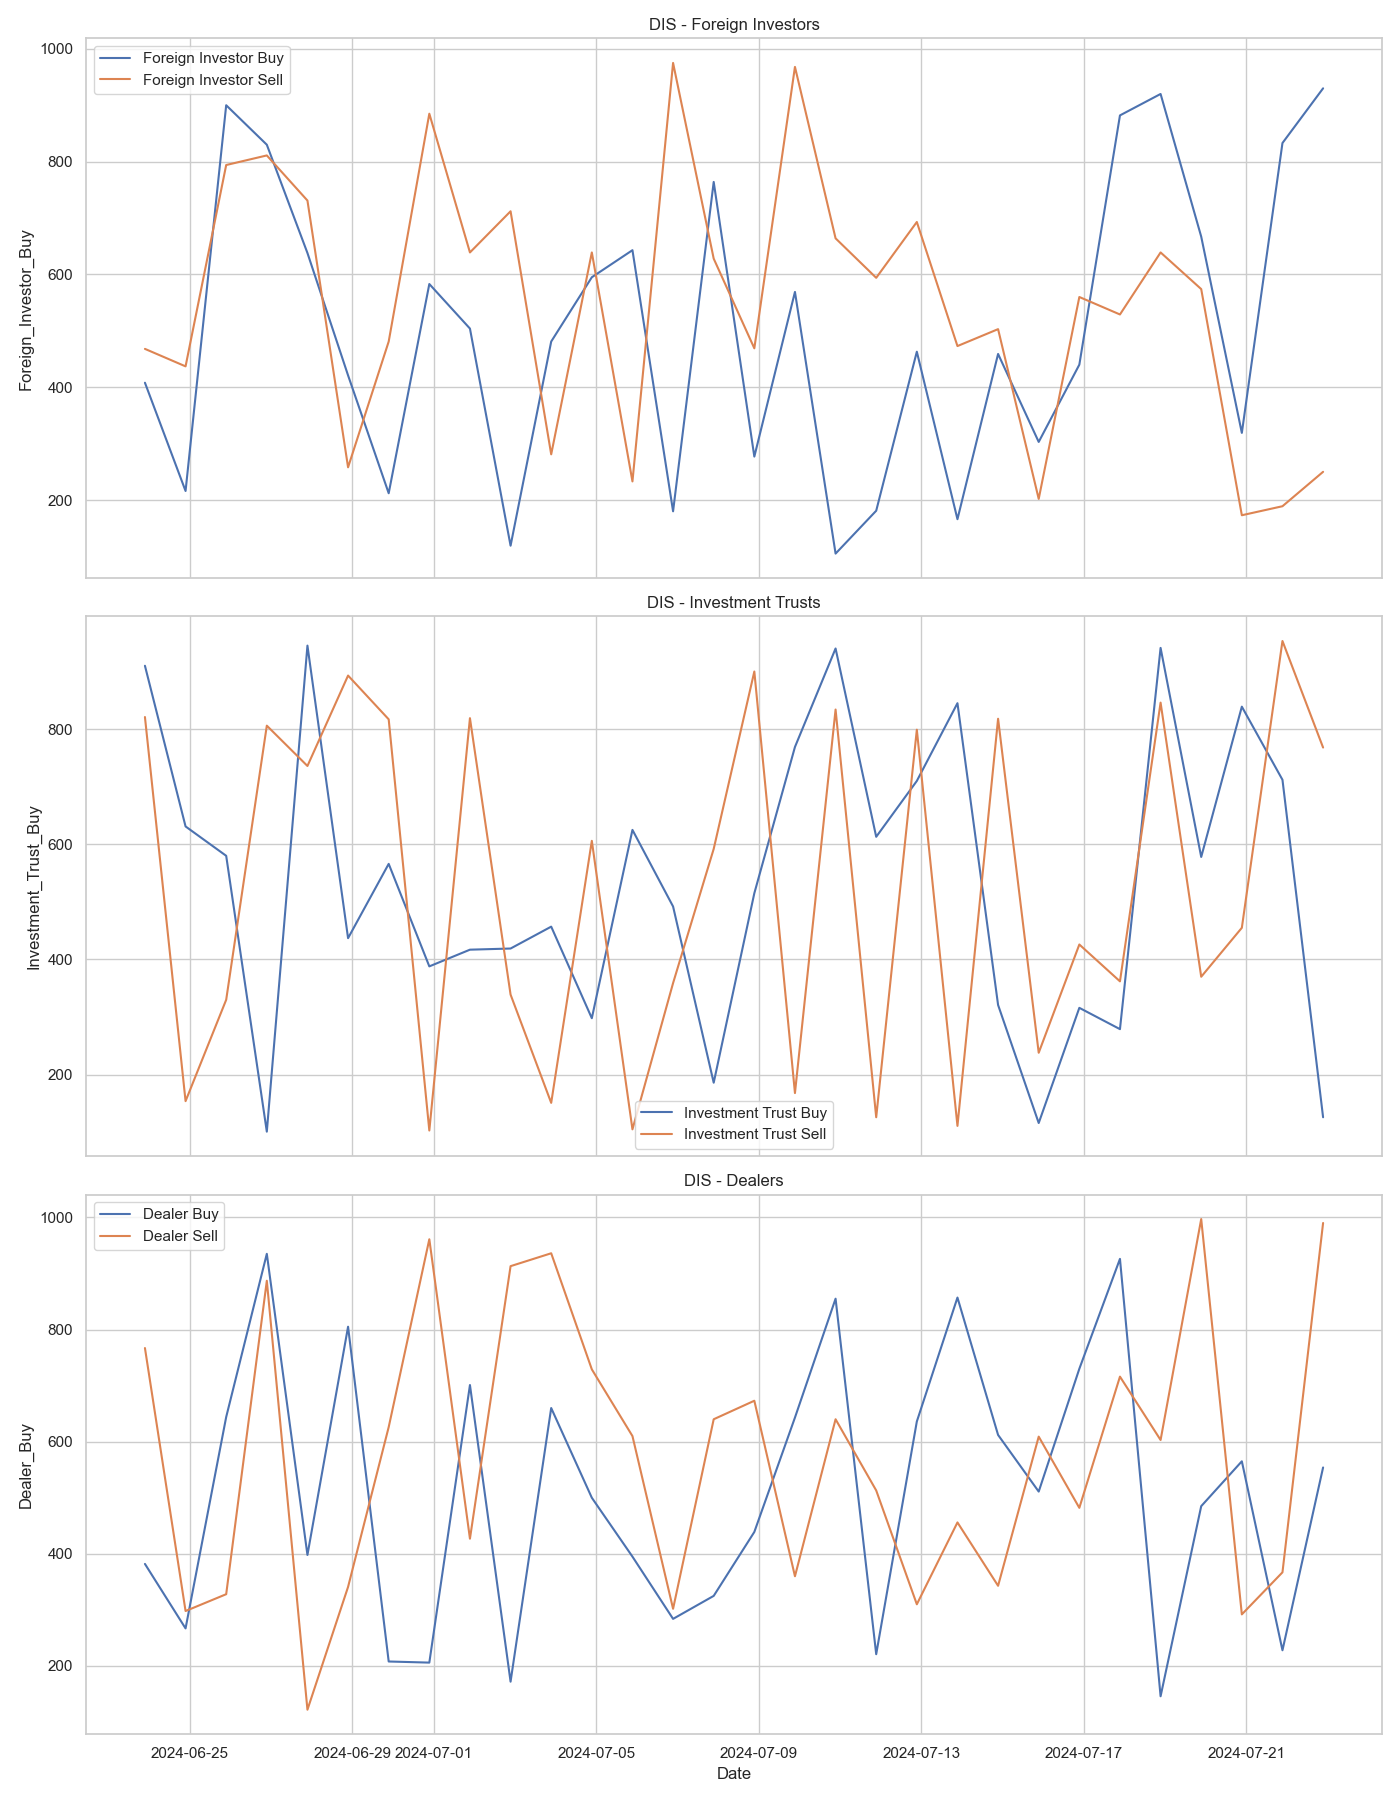 DIS - Foreign Investors
Foreign Investor Buy
Foreign Investor Sell
1000
800
600
400
200
Foreign_Investor_Buy
DIS - Investment Trusts
800
600
400
200
Investment_Trust_Buy
Investment Trust Buy
Investment Trust Sell
DIS - Dealers
Dealer Buy
Dealer Sell
1000
800
600
400
200
Dealer_Buy
2024-06-25 2024-06-29 2024-07-01 2024-07-05 2024-07-09 2024-07-13 2024-07-17 2024-07-21
Date